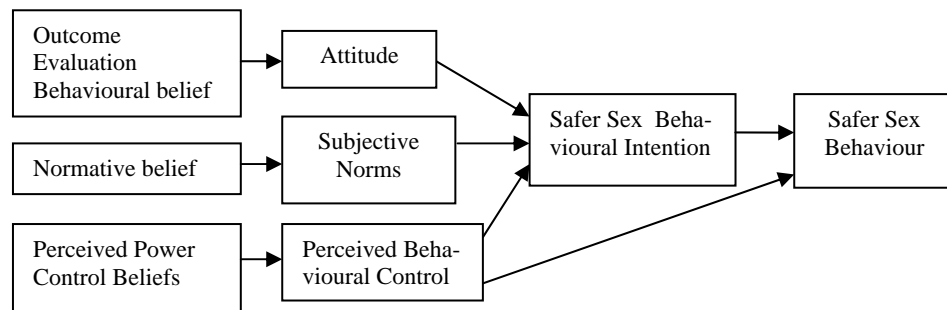 Outcome
Evaluation
Behavioural belief
Attitude
Normative belief
Subjective
Norms
Perceived Power
Control Beliefs
Perceived Beha-
vioural Control
Safer Sex Beha-
vioural Intention
Safer Sex
Behaviour